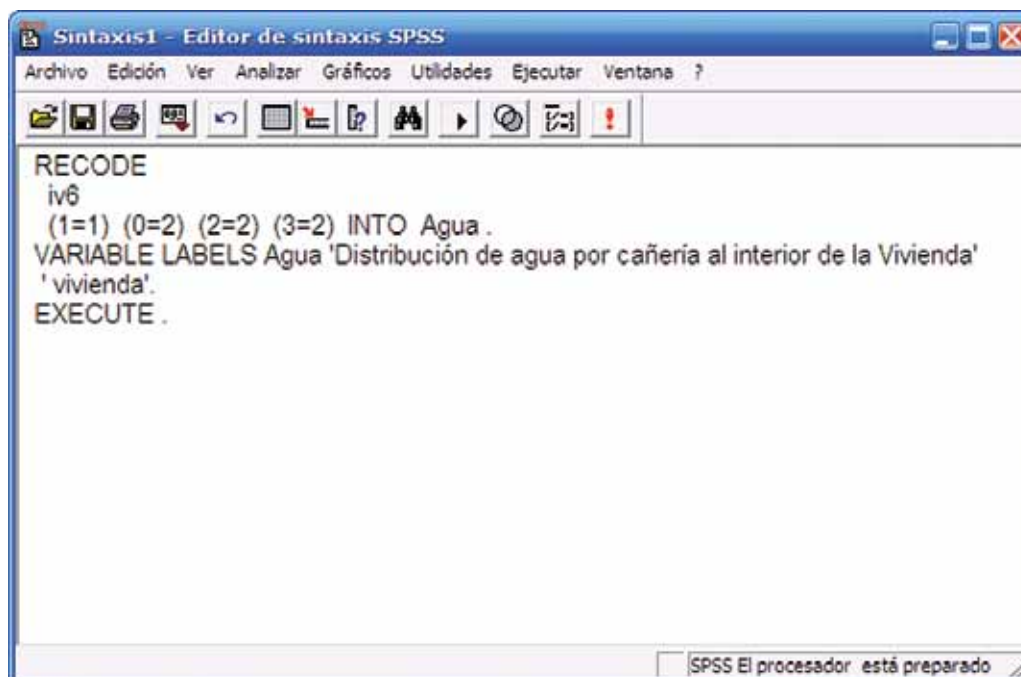 Sintaxis1 - Editor de sintaxis SPSS
Archivo Edición Ver Analizar Gráficos Utilidades Ejecutar Ventana ?
RECODE
iv6
(1=1) (0=2) (2=2) (3=2) INTO Agua .
VARIABLE LABELS Agua 'Distribución de agua por cañería al interior de la Vivienda'
' vivienda'.
EXECUTE .
SPSS El procesador está preparado